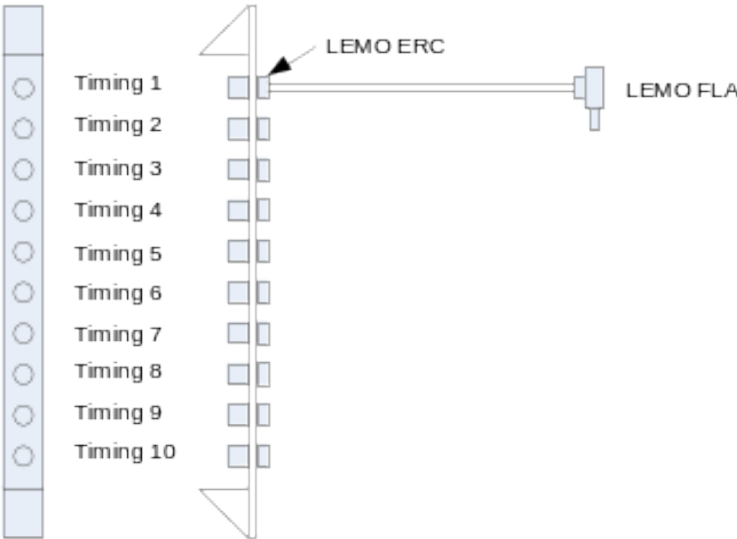 LEMO ERC
Timing 1
LEMO FLA
Timing 2
Timing 3
Timing 4
Timing 5
Timing 6
Timing 7
Timing 8
Timing 9
Timing 10